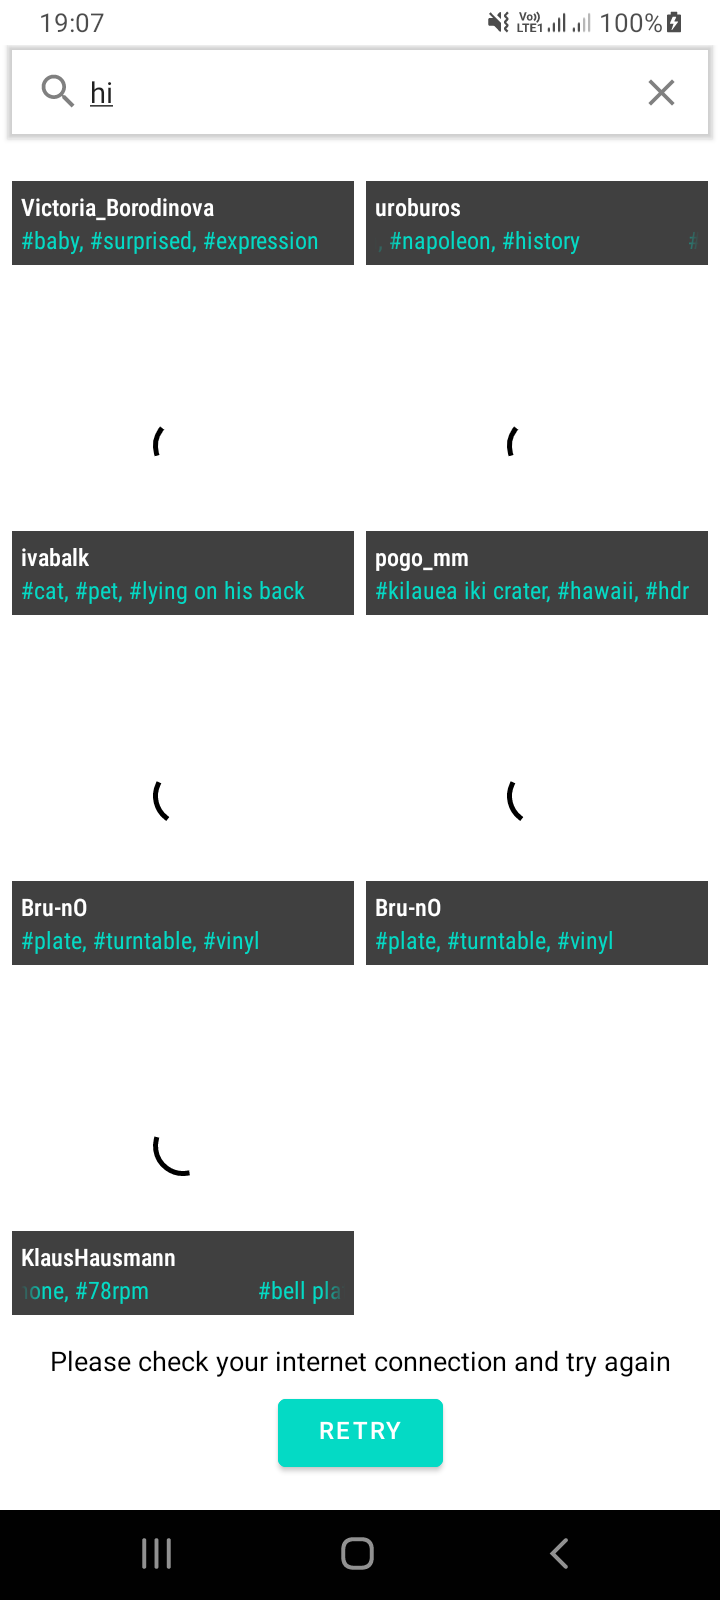 19:07
Vo)) LTE1 100%
hi
Victoria_Borodinova
#baby, #surprised, #expression
uroburos
, #napoleon, #history #
ivabalk
#cat, #pet, #lying on his back
pogo_mm
#kilauea iki crater, #hawaii, #hdr
Bru-nO
#plate, #turntable, #vinyl
Bru-nO
#plate, #turntable, #vinyl
KlausHausmann
one, #78rpm #bell pla
Please check your internet connection and try again
RETRY